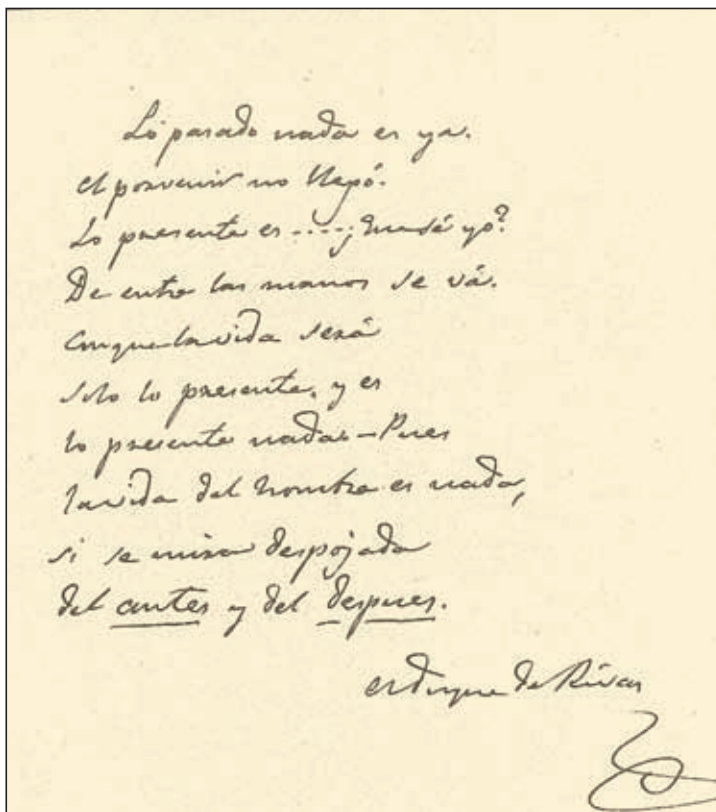 Lo pasado nada es ya.
el porvenir no llegó.
Lo presente es.....¿que sé yo?
De entre las manos se vá.
Conque la vida será
solo lo presente, y es
lo presente nada.—Pues
la vida del hombre es nada,
si se mira despojada
del antes y del despues.
el Duque de Rivas